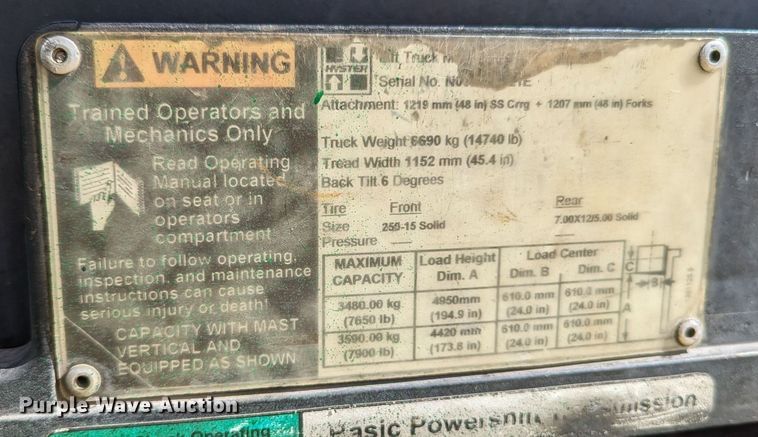 WARNING
Trained Operators and
Mechanics Only
Read Operating
Manual located
on seat or in
operators
compartment
Failure to follow operating,
inspection, and maintenance
instructions can cause
serious injury or death!
CAPACITY WITH MAST
VERTICAL AND
EQUIPPED AS SHOWN
HYSTER
Truck
Serial No.
Attachment: 1219 mm (48 in) SS Crrg + 1207 mm (48 in) Forks
Truck Weight 6690 kg (14740 lb)
Tread Width 1152 mm (45.4 in)
Back Tilt 6 Degrees
Tire Front Rear
Size 250-15 Solid 7.00X12/5.00 Solid
Pressure
MAXIMUM CAPACITY Load Height Dim. A Load Center Dim. B Dim. C
3480.00 kg 4950mm 610.0 mm 610.0 mm
(7650 lb) (194.9 in) (24.0 in) (24.0 in)
3590.00 kg 4420 mm 610.0 mm 610.0 mm
(7900 lb) (173.8 in) (24.0 in) (24.0 in)
C
B
A
Purple Wave Auction
Operating
Basic Powershift